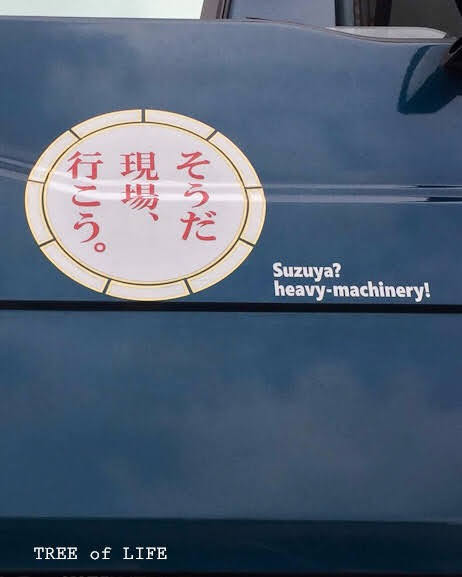 そうだ
現場、
行こう。
Suzuya?
heavy-machinery!
TREE of LIFE